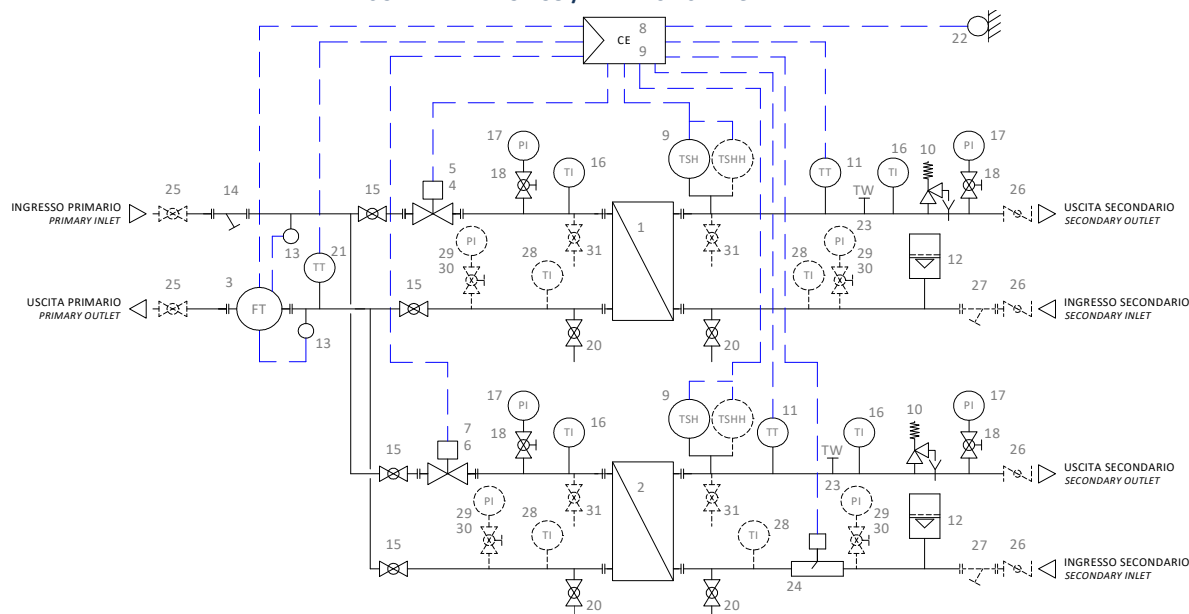 8
CE
9
22
17
PI
18
16
TI
9
TSH
TSHH
11
TT
16
TI
10
17
PI
18
25
14
15
5
4
TW
26
INGRESSO PRIMARIO
PRIMARY INLET
USCITA SECONDARIO
SECONDARY OUTLET
13
21
TT
PI
29
30
28
TI
31
1
31
23
28
TI
PI
29
30
12
25
3
FT
15
27
26
USCITA PRIMARIO
PRIMARY OUTLET
INGRESSO SECONDARIO
SECONDARY INLET
13
20
20
17
PI
18
16
TI
9
TSH
TSHH
11
TT
16
TI
10
17
PI
18
15
7
6
TW
26
USCITA SECONDARIO
SECONDARY OUTLET
PI
29
30
28
TI
31
2
31
23
28
TI
PI
29
30
12
15
24
27
26
INGRESSO SECONDARIO
SECONDARY INLET
20
20